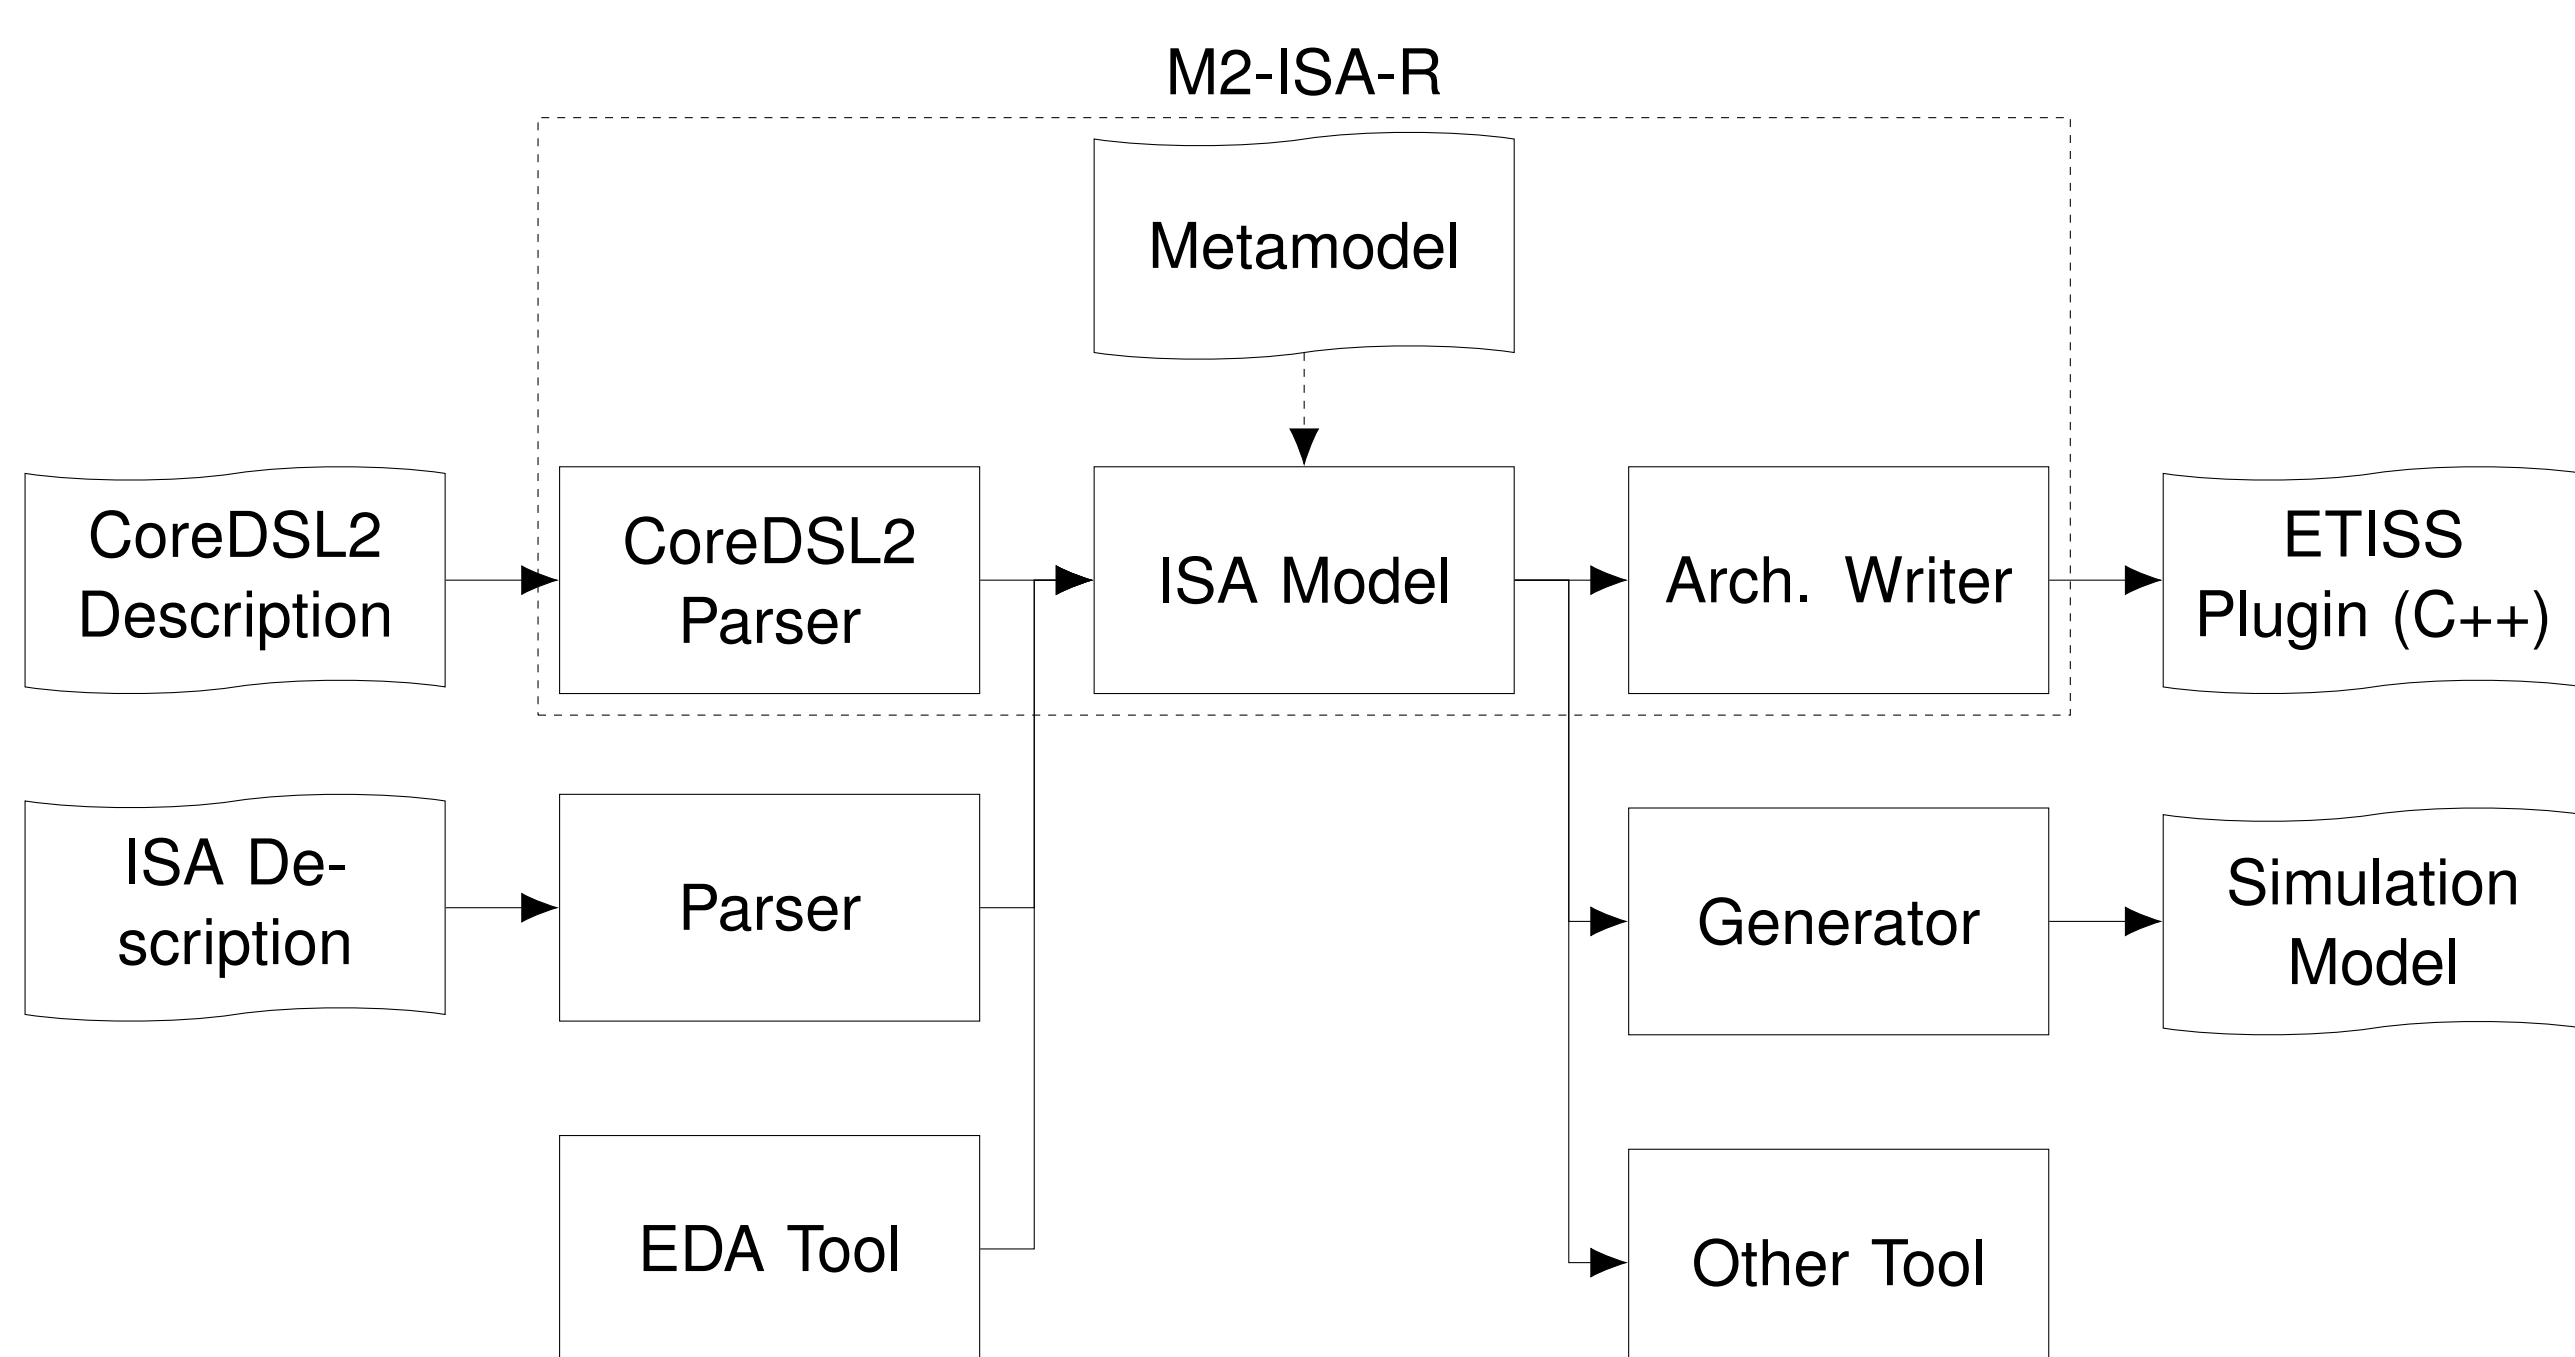 M2-ISA-R
Metamodel
CoreDSL2
Description
CoreDSL2
Parser
ISA Model
Arch. Writer
ETISS
Plugin (C++)
ISA De-
scription
Parser
Generator
Simulation
Model
EDA Tool
Other Tool